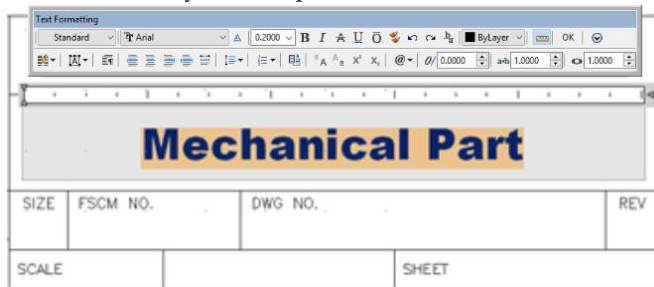 Text Formatting
Standard Arial 0.2000 B I A U O ByLayer OK
@ 0/ 0.0000 a•b 1.0000 1.0000
Mechanical Part
SIZE FSCM NO. DWG NO. REV
SCALE SHEET